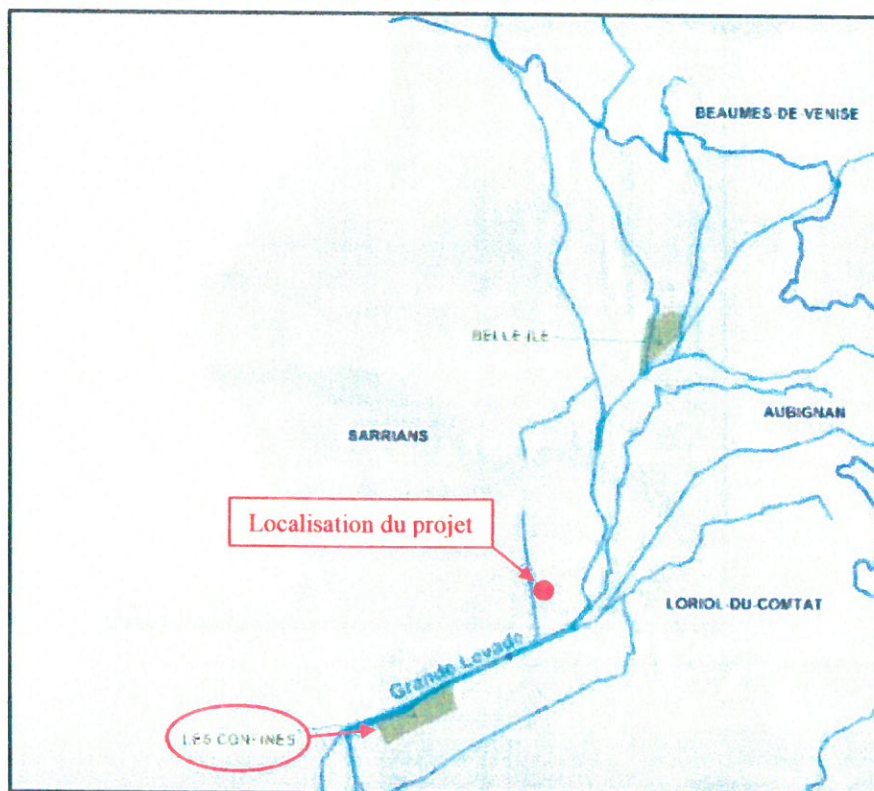 BEAUMES-DE-VENISE
BELLE-ILE
AUBIGNAN
SARRIANS
Localisation du projet
LORIOL-DU-COMTAT
Grande Levade
LES CONFINES